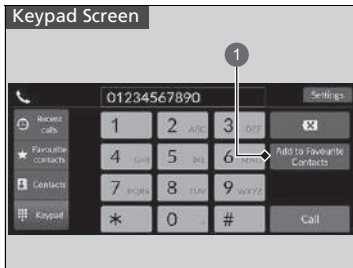 Keypad Screen
1
01234567890
Settings
Recent
calls
1
2 ABC
3 DEF
Favourite
contacts
4 GHI
5 JKL
6 MNO
Add to Favourite
Contacts
Contacts
7 PQRS
8 TUV
9 WXYZ
Keypad
*
0
#
Call